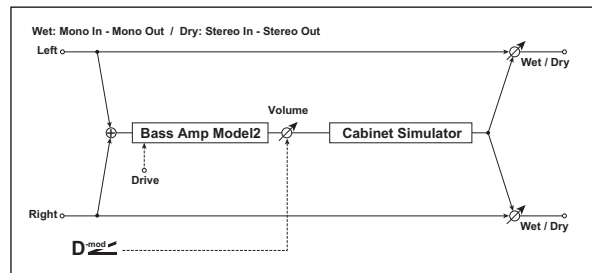 Wet: Mono In - Mono Out / Dry: Stereo In - Stereo Out
Left
Wet / Dry
Volume
Bass Amp Model2
Cabinet Simulator
Drive
Right
Wet / Dry
D-mod